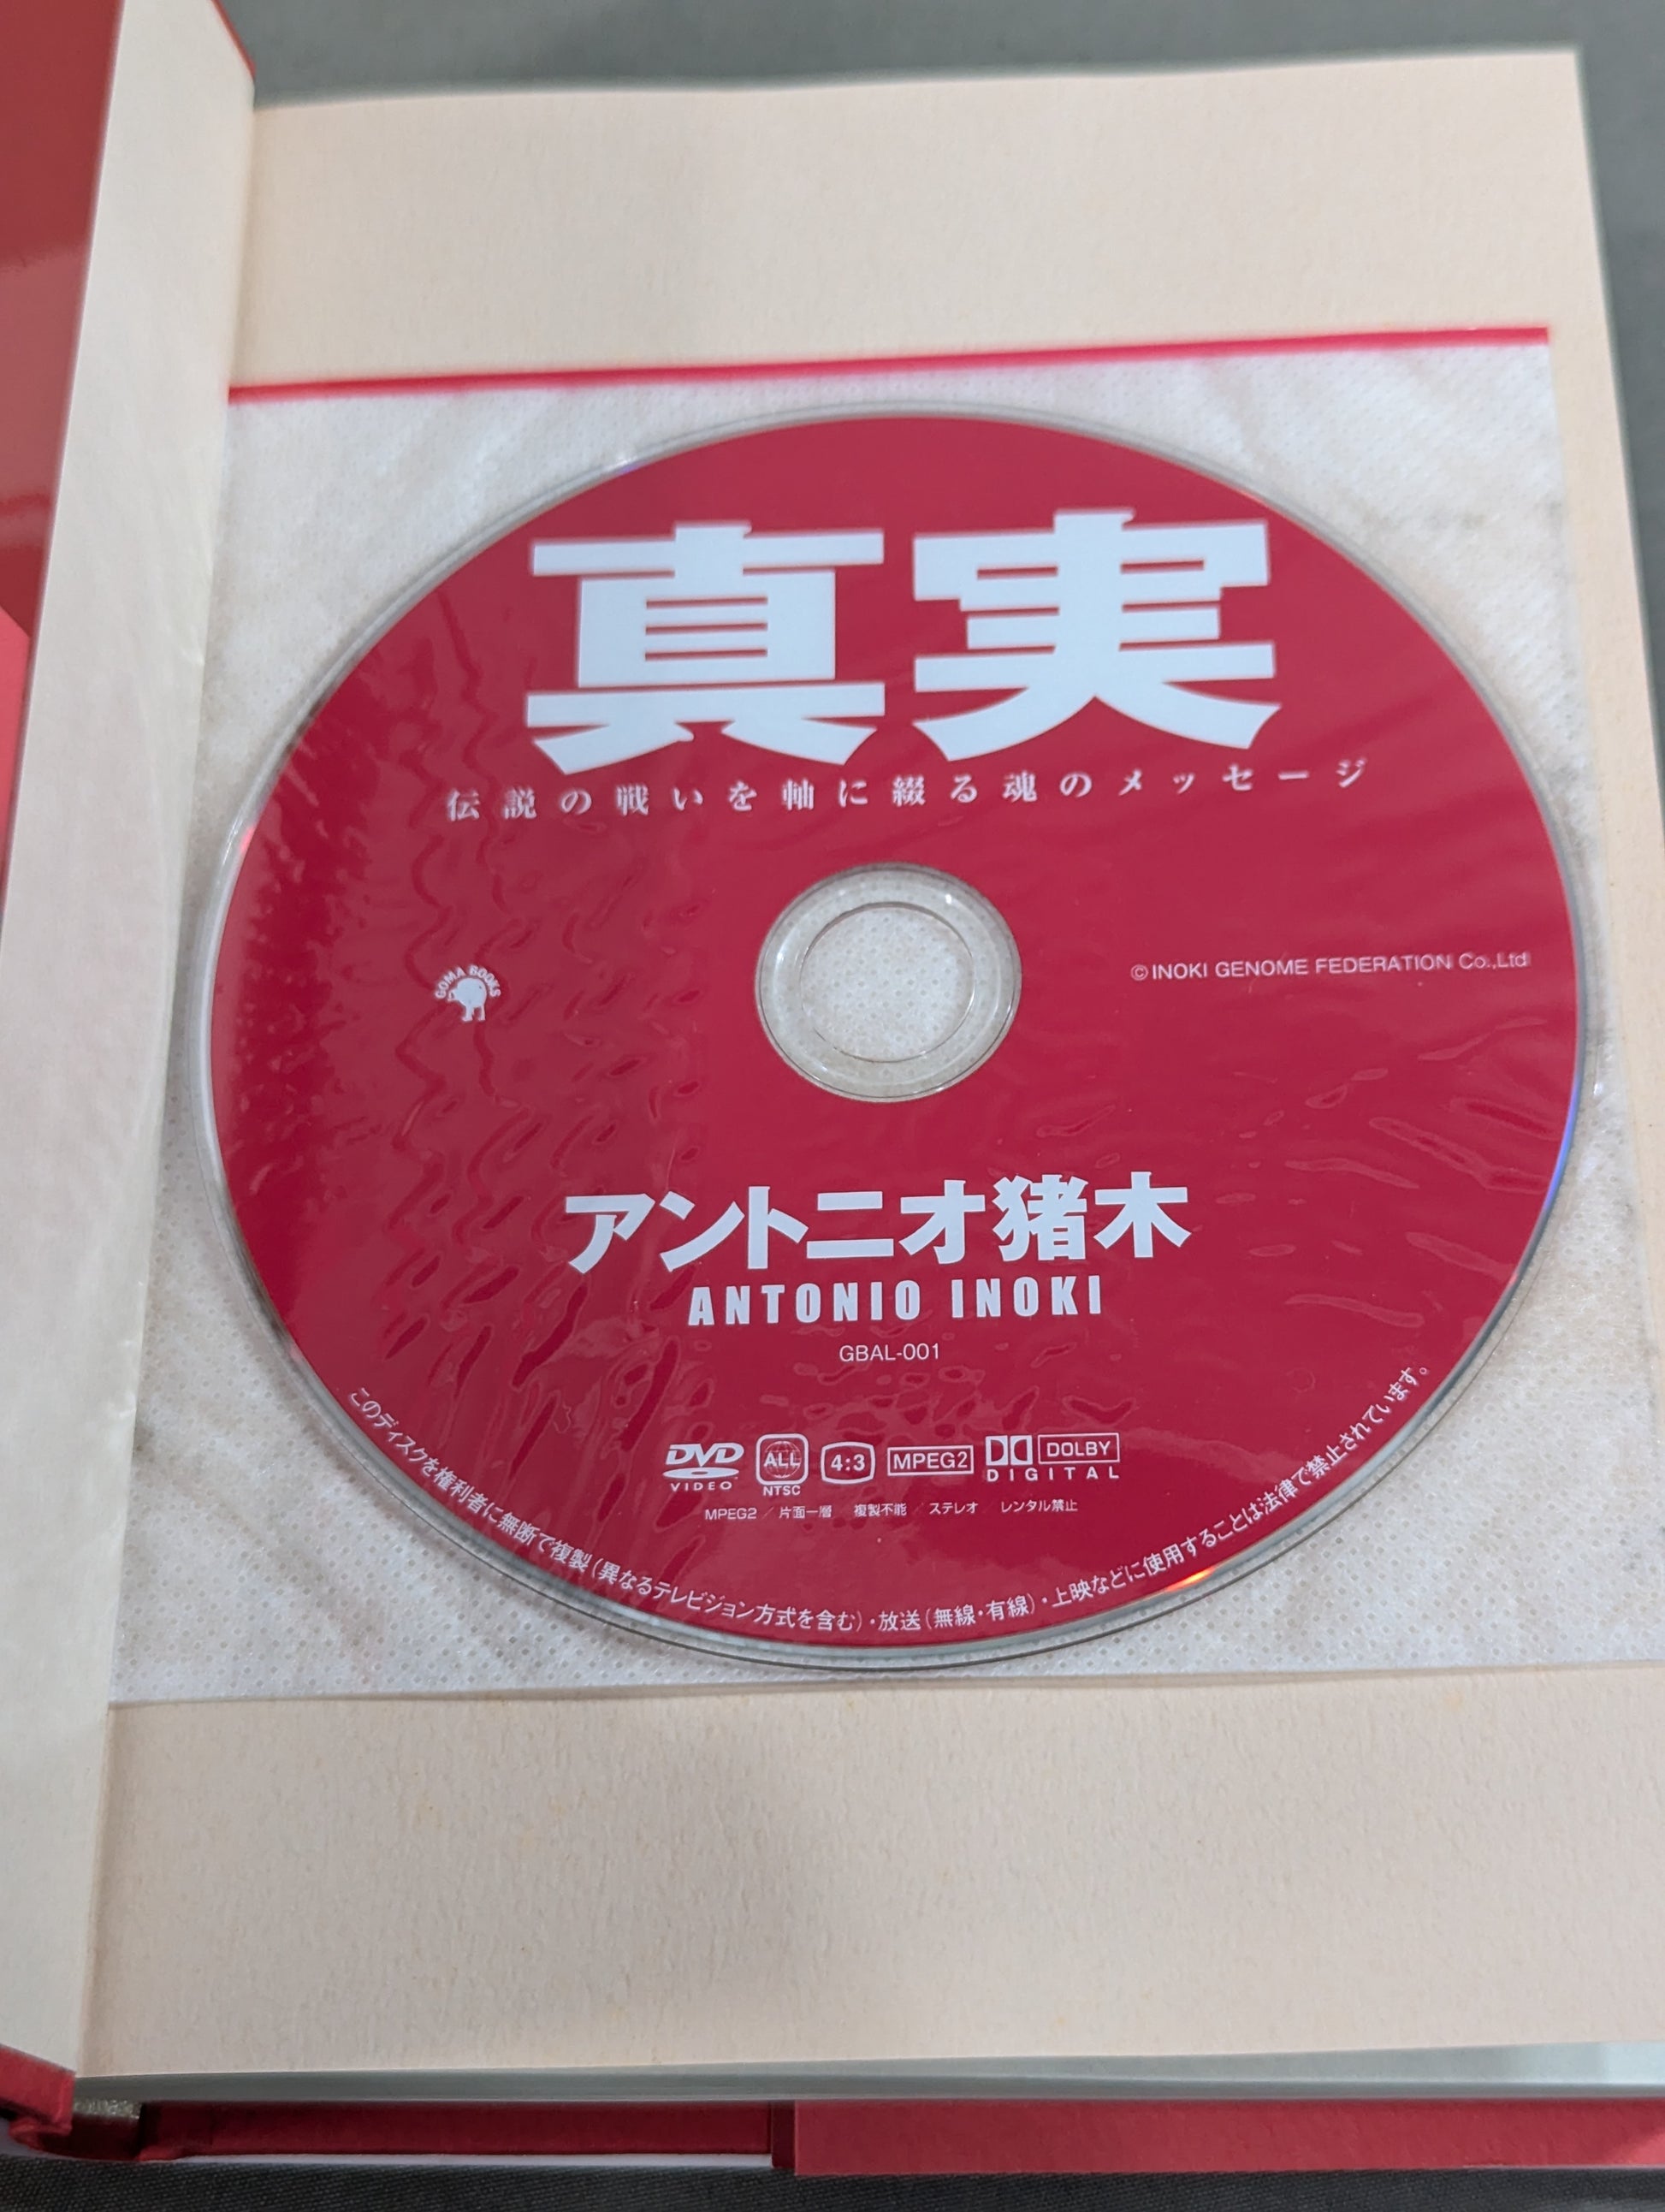 真実
伝説の戦いを軸に綴る魂のメッセージ
GOMA BOOKS
©INOKI GENOME FEDERATION Co.,Ltd
アントニオ猪木
ANTONIO INOKI
GBAL-001
DVD VIDEO ALL NTSC 4:3 MPEG2 DOLBY DIGITAL
MPEG2／片面一層 複製不能／ステレオ レンタル禁止
このディスクを権利者に無断で複製(異なるテレビジョン方式を含む)・放送(無線・有線)・上映などに使用することは法律で禁止されています。